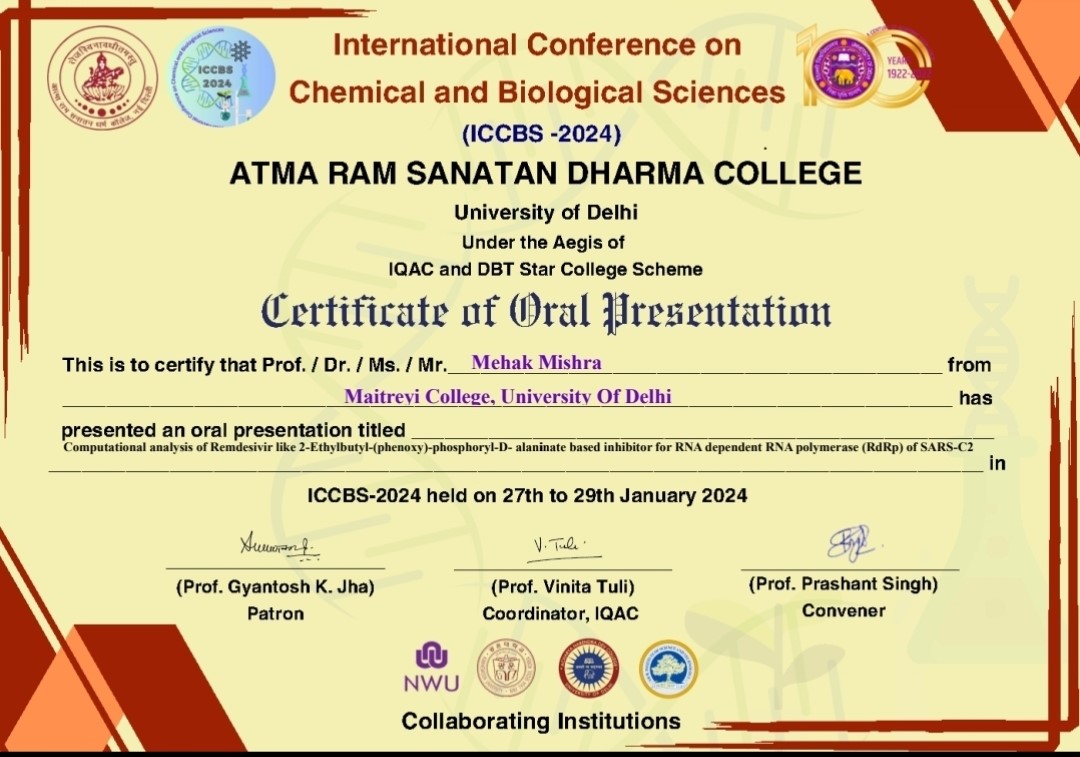 International Conference on
Chemical and Biological Sciences
(ICCBS -2024)
ICCBS
2024
YEAR
1922-2
ATMA RAM SANATAN DHARMA COLLEGE
University of Delhi
Under the Aegis of
IQAC and DBT Star College Scheme
Certificate of Oral Presentation
This is to certify that Prof. / Dr. / Ms. / Mr. Mehak Mishra from
Maitreyi College, University Of Delhi has
presented an oral presentation titled
Computational analysis of Remdesivir like 2-Ethylbutyl-(phenoxy)-phosphoryl-D- alaninate based inhibitor for RNA dependent RNA polymerase (RdRp) of SARS-C2
in
ICCBS-2024 held on 27th to 29th January 2024
V. Tuli
(Prof. Gyantosh K. Jha) (Prof. Vinita Tuli) (Prof. Prashant Singh)
Patron Coordinator, IQAC Convener
NWU
Collaborating Institutions